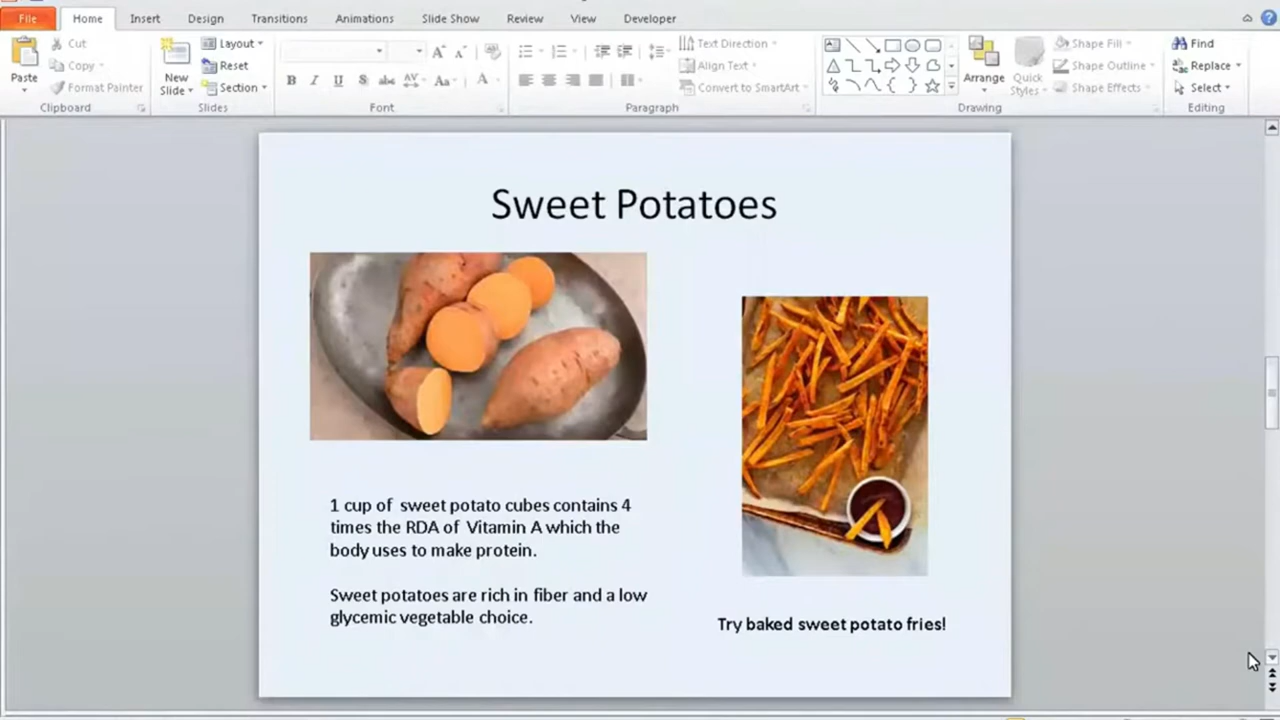 File Home Insert Design Transitions Animations Slide Show Review View Developer
Paste
Cut
Copy
Format Painter
Clipboard
New
Slide
Layout
Reset
Section
Slides
B I U S abc AV Aa A
Font
Text Direction
Align Text
Convert to SmartArt
Paragraph
Arrange
Quick
Styles
Shape Fill
Shape Outline
Shape Effects
Drawing
Find
Replace
Select
Editing
Sweet Potatoes
1 cup of sweet potato cubes contains 4
times the RDA of Vitamin A which the
body uses to make protein.
Sweet potatoes are rich in fiber and a low
glycemic vegetable choice.
Try baked sweet potato fries!